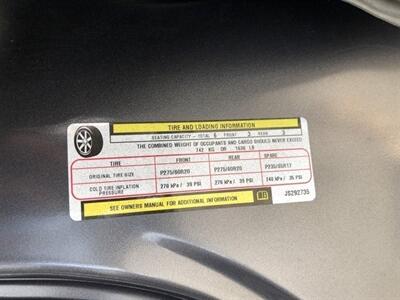 TIRE AND LOADING INFORMATION
SEATING CAPACITY - TOTAL 6 FRONT 3 REAR 3
THE COMBINED WEIGHT OF OCCUPANTS AND CARGO SHOULD NEVER EXCEED
742 KG OR 1636 LB
TIRE FRONT REAR SPARE
ORIGINAL TIRE SIZE P275/60R20 P275/60R20 P235/85R17
COLD TIRE INFLATION PRESSURE 270 kPa / 39 PSI 270 kPa / 39 PSI 240 kPa / 35 PSI
SEE OWNERS MANUAL FOR ADDITIONAL INFORMATION JS292735